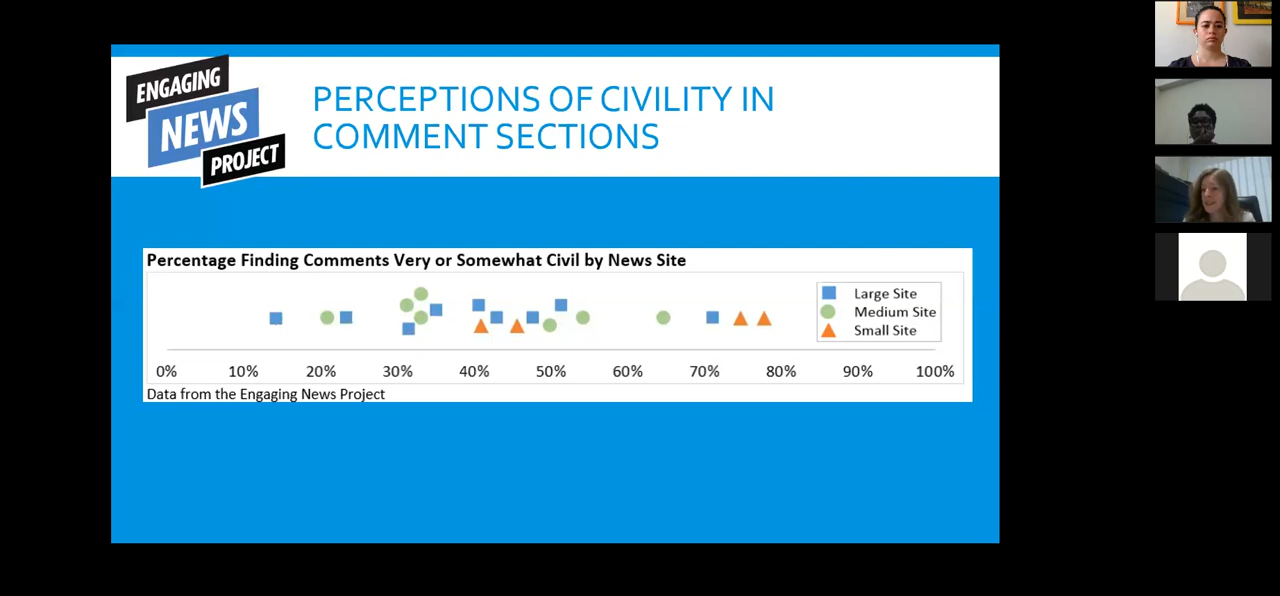 ENGAGING
NEWS
PROJECT
PERCEPTIONS OF CIVILITY IN
COMMENT SECTIONS
Percentage Finding Comments Very or Somewhat Civil by News Site
Large Site
Medium Site
Small Site
0% 10% 20% 30% 40% 50% 60% 70% 80% 90% 100%
Data from the Engaging News Project